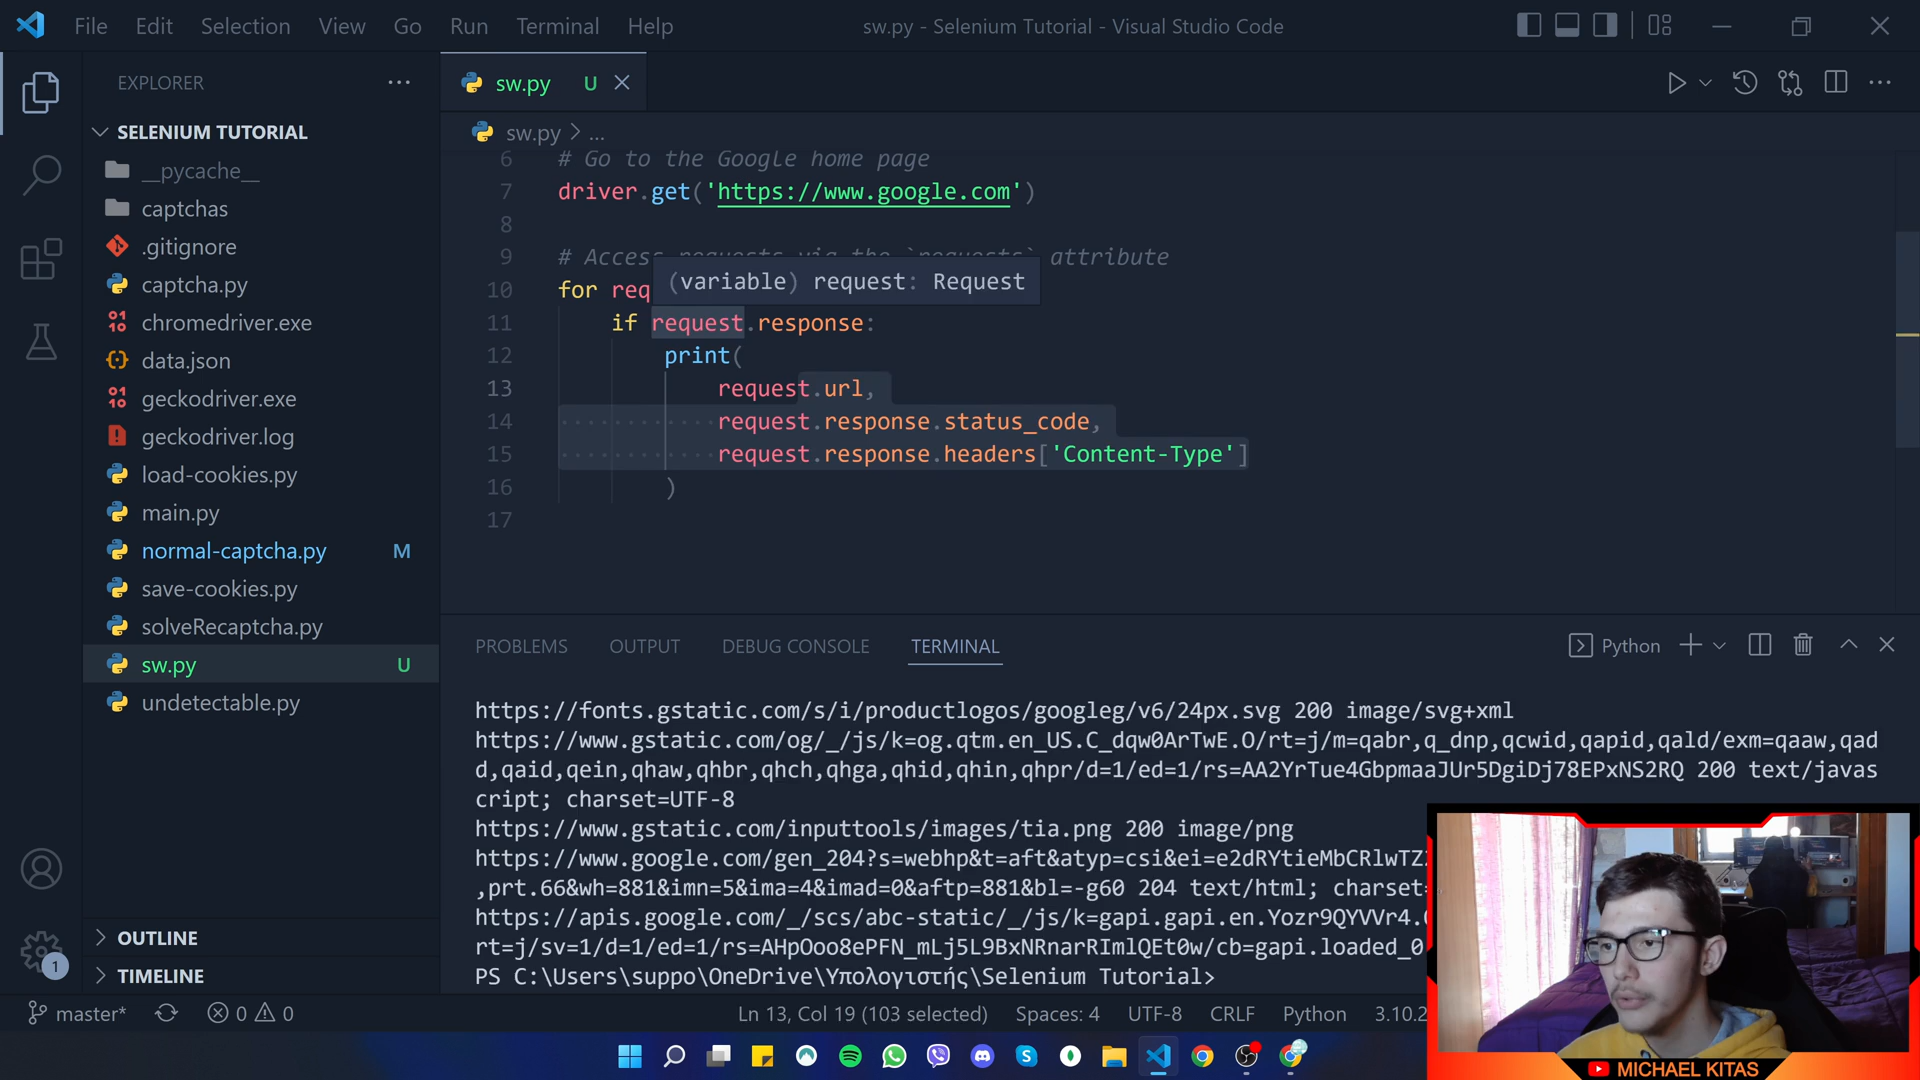 File Edit Selection View Go Run Terminal Help
sw.py - Selenium Tutorial - Visual Studio Code
EXPLORER
SELENIUM TUTORIAL
__pycache__
captchas
.gitignore
captcha.py
chromedriver.exe
data.json
geckodriver.exe
geckodriver.log
load-cookies.py
main.py
normal-captcha.py M
save-cookies.py
solveRecaptcha.py
sw.py U
undetectable.py
OUTLINE
TIMELINE
sw.py U
sw.py > ...
6 # Go to the Google home page
7 driver.get('https://www.google.com')
8
9 # Access requests via the `requests` attribute
(variable) request: Request
10 for req
11 if request.response:
12 print(
13 request.url,
14 request.response.status_code,
15 request.response.headers['Content-Type']
16 )
17
PROBLEMS OUTPUT DEBUG CONSOLE TERMINAL
Python
https://fonts.gstatic.com/s/i/productlogos/googleg/v6/24px.svg 200 image/svg+xml
https://www.gstatic.com/og/_/js/k=og.qtm.en_US.C_dqw0ArTwE.O/rt=j/m=qabr,q_dnp,qcwid,qapid,qald/exm=qaaw,qad
d,qaid,qein,qhaw,qhbr,qhch,qhga,qhid,qhin,qhpr/d=1/ed=1/rs=AA2YrTue4GbpmaaJUr5DgiDj78EPxNS2RQ 200 text/javas
cript; charset=UTF-8
https://www.gstatic.com/inputtools/images/tia.png 200 image/png
https://www.google.com/gen_204?s=webhp&t=aft&atyp=csi&ei=e2dRYtieMbCRlwTZ
,prt.66&wh=881&imn=5&ima=4&imad=0&aftp=881&bl=-g60 204 text/html; charset=
https://apis.google.com/_/scs/abc-static/_/js/k=gapi.gapi.en.Yozr9QYVVr4.
rt=j/sv=1/d=1/ed=1/rs=AHpOoo8ePFN_mLj5L9BxNRnarRImlQEt0w/cb=gapi.loaded_0
PS C:\Users\suppo\OneDrive\Υπολογιστής\Selenium Tutorial>
1
master* 0 0
Ln 13, Col 19 (103 selected) Spaces: 4 UTF-8 CRLF Python 3.10.2
MICHAEL KITAS